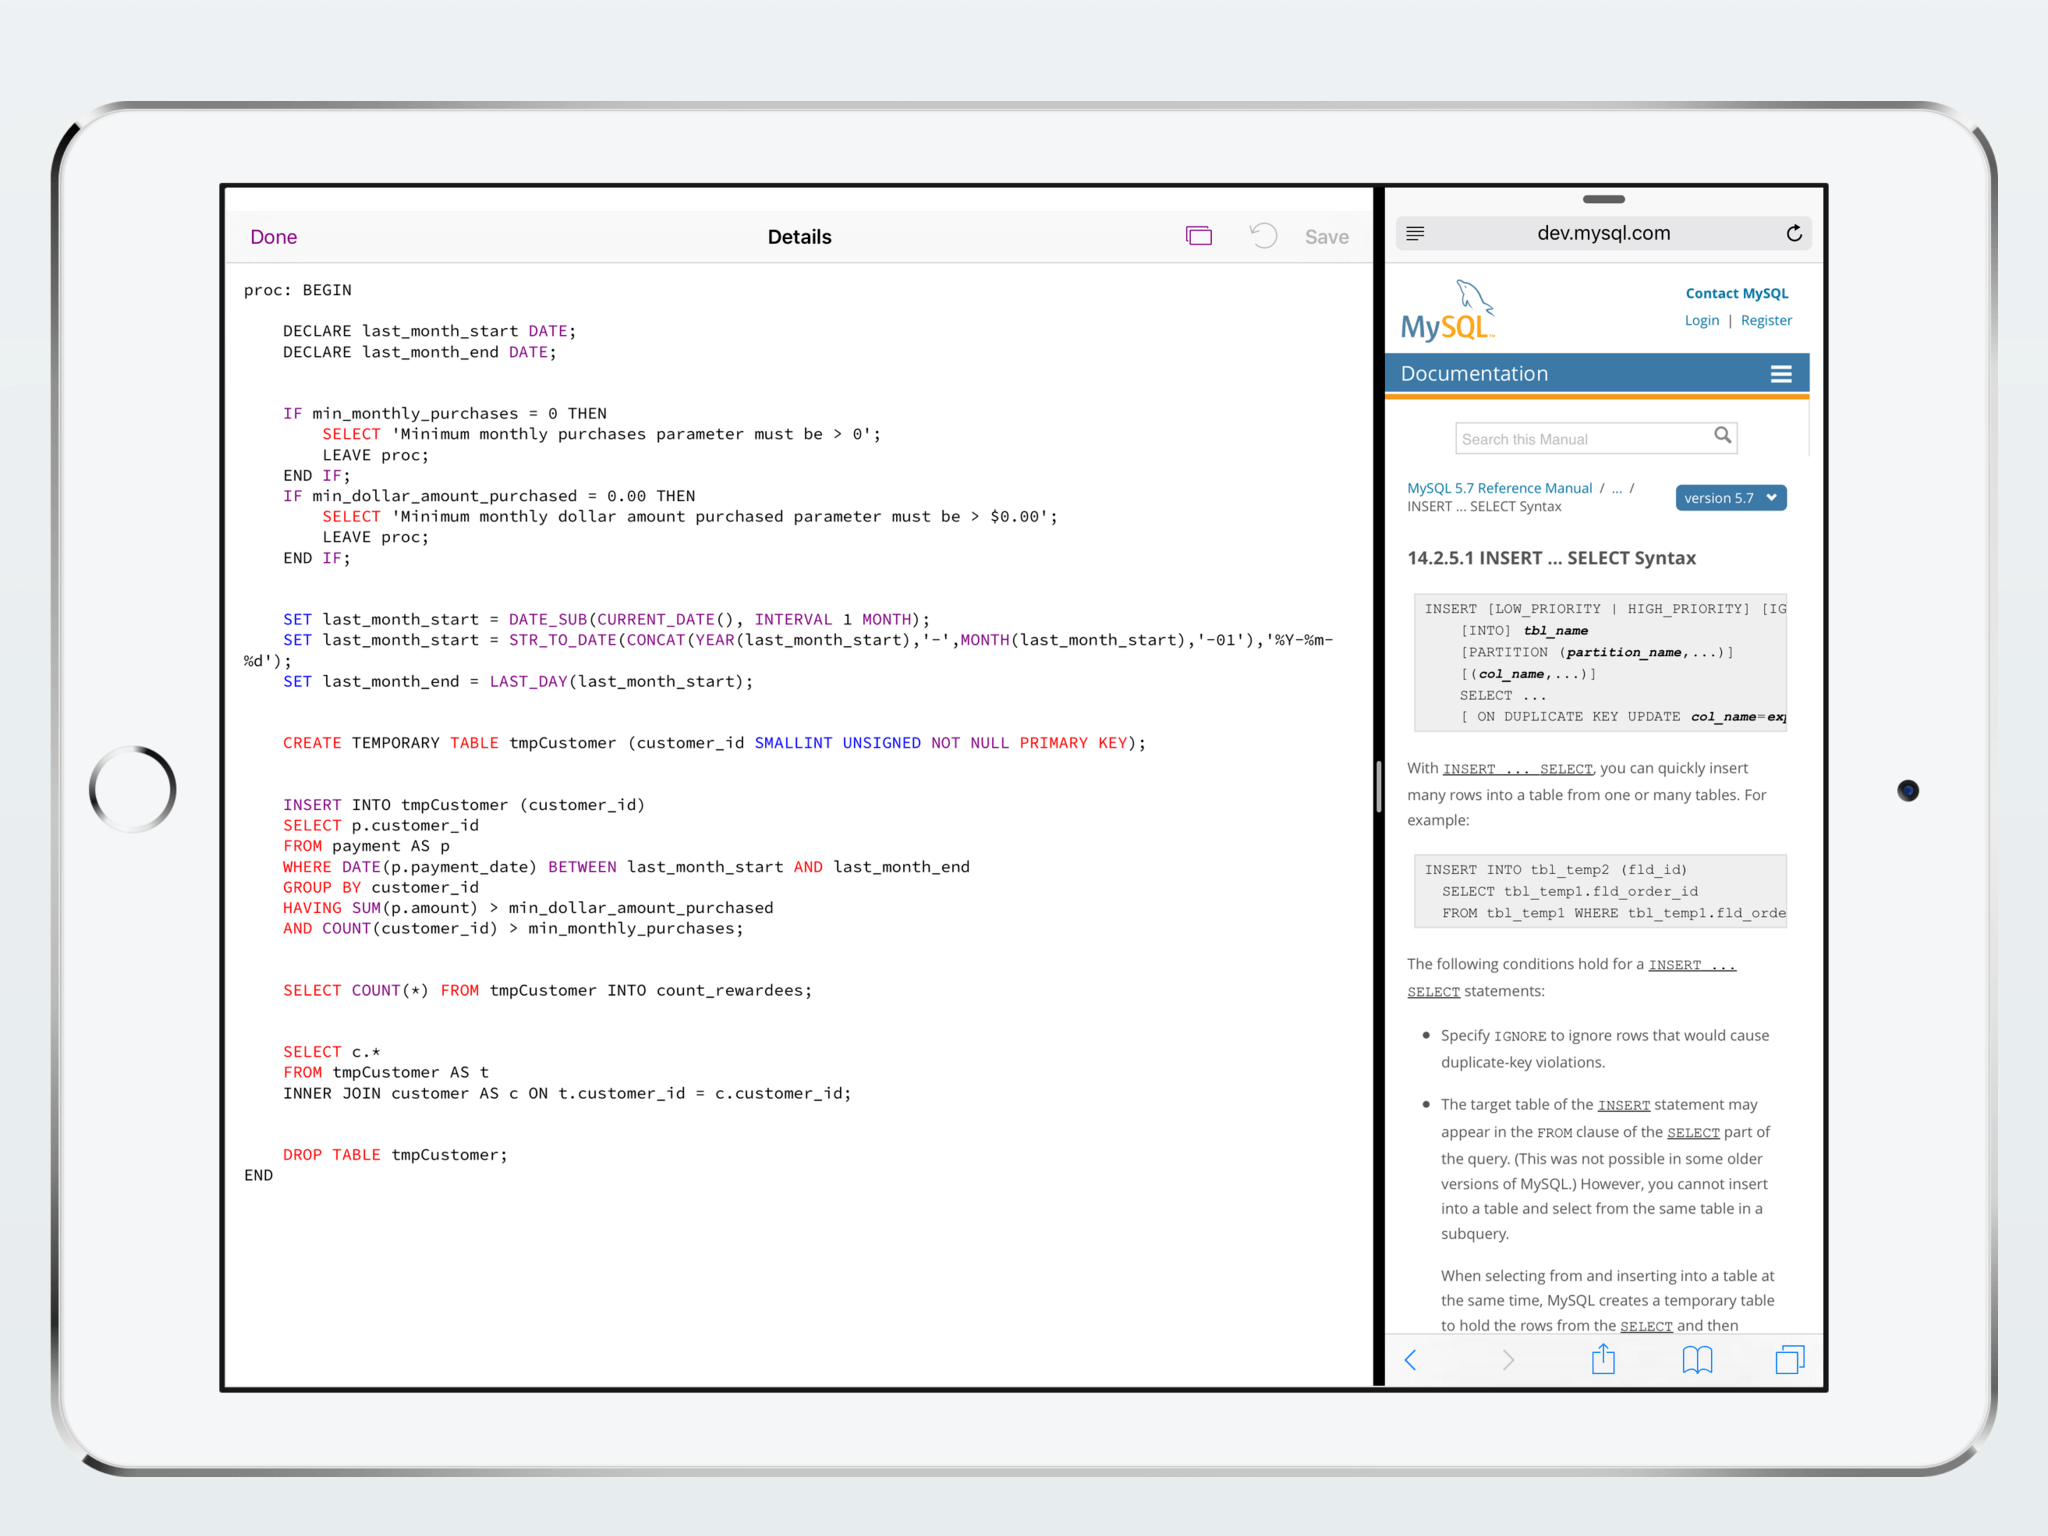 Done
Details
Save
proc: BEGIN
DECLARE last_month_start DATE;
DECLARE last_month_end DATE;
IF min_monthly_purchases = 0 THEN
SELECT 'Minimum monthly purchases parameter must be > 0';
LEAVE proc;
END IF;
IF min_dollar_amount_purchased = 0.00 THEN
SELECT 'Minimum monthly dollar amount purchased parameter must be > $0.00';
LEAVE proc;
END IF;
SET last_month_start = DATE_SUB(CURRENT_DATE(), INTERVAL 1 MONTH);
SET last_month_start = STR_TO_DATE(CONCAT(YEAR(last_month_start),'-',MONTH(last_month_start),'-01'),'%Y-%m-
%d');
SET last_month_end = LAST_DAY(last_month_start);
CREATE TEMPORARY TABLE tmpCustomer (customer_id SMALLINT UNSIGNED NOT NULL PRIMARY KEY);
INSERT INTO tmpCustomer (customer_id)
SELECT p.customer_id
FROM payment AS p
WHERE DATE(p.payment_date) BETWEEN last_month_start AND last_month_end
GROUP BY customer_id
HAVING SUM(p.amount) > min_dollar_amount_purchased
AND COUNT(customer_id) > min_monthly_purchases;
SELECT COUNT(*) FROM tmpCustomer INTO count_rewardees;
SELECT c.*
FROM tmpCustomer AS t
INNER JOIN customer AS c ON t.customer_id = c.customer_id;
DROP TABLE tmpCustomer;
END
dev.mysql.com
MySQL
Contact MySQL
Login | Register
Documentation
Search this Manual
MySQL 5.7 Reference Manual / ... /
INSERT ... SELECT Syntax
version 5.7
14.2.5.1 INSERT ... SELECT Syntax
INSERT [LOW_PRIORITY | HIGH_PRIORITY] [IG
[INTO] tbl_name
[PARTITION (partition_name,...)]
[(col_name,...)]
SELECT ...
[ ON DUPLICATE KEY UPDATE col_name=exp
With INSERT ... SELECT, you can quickly insert
many rows into a table from one or many tables. For
example:
INSERT INTO tbl_temp2 (fld_id)
SELECT tbl_temp1.fld_order_id
FROM tbl_temp1 WHERE tbl_temp1.fld_orde
The following conditions hold for a INSERT ...
SELECT statements:
• Specify IGNORE to ignore rows that would cause
duplicate-key violations.
• The target table of the INSERT statement may
appear in the FROM clause of the SELECT part of
the query. (This was not possible in some older
versions of MySQL.) However, you cannot insert
into a table and select from the same table in a
subquery.
When selecting from and inserting into a table at
the same time, MySQL creates a temporary table
to hold the rows from the SELECT and then